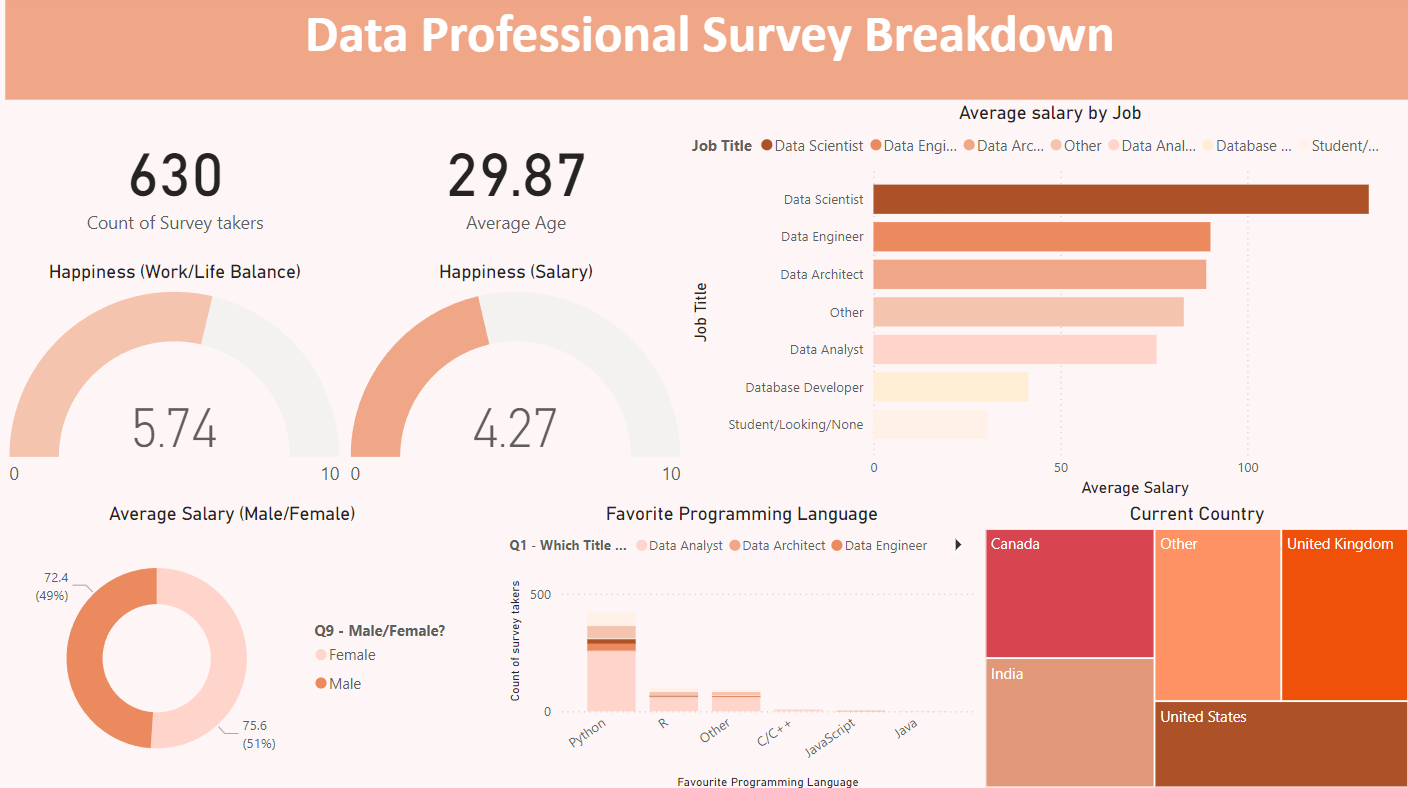 Data Professional Survey Breakdown
630
Count of Survey takers
29.87
Average Age
Happiness (Work/Life Balance)
5.74
0
10
Happiness (Salary)
4.27
0
10
Average salary by Job
Job Title Data Scientist Data Engi... Data Arc... Other Data Anal... Database ... Student/...
Job Title
Data Scientist
Data Engineer
Data Architect
Other
Data Analyst
Database Developer
Student/Looking/None
0 50 100
Average Salary
Average Salary (Male/Female)
72.4
(49%)
75.6
(51%)
Q9 - Male/Female?
Female
Male
Favorite Programming Language
Q1 - Which Title ... Data Analyst Data Architect Data Engineer
Count of survey takers
500
0
Python R Other C/C++ JavaScript Java
Favourite Programming Language
Current Country
Canada
Other
United Kingdom
India
United States